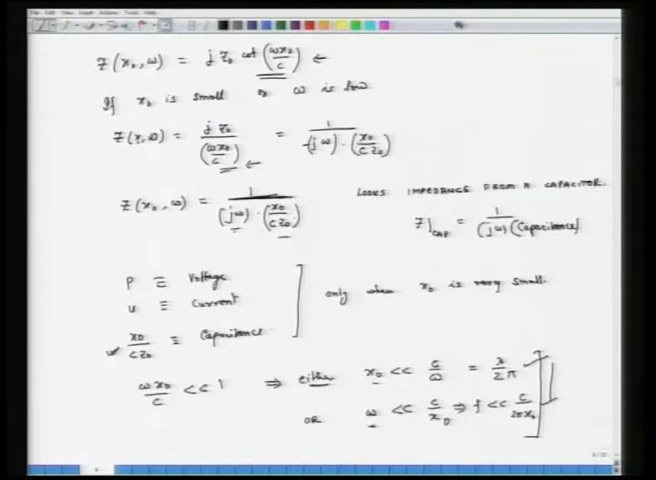 Z(x₀, ω) = j Z₀ cot (ωx₀/c) ←
If x₀ is small or ω is low
Z(x, ω) = j Z₀ / (ωx₀/c) ← = 1 / -(jω)·(x₀/cZ₀)
Z(x₀, ω) = 1 / (jω)·(x₀/cZ₀) LOOKS IMPEDANCE FROM A CAPACITOR.
Z|CAP = 1 / (jω)(Capacitance)
P ≡ Voltage
u ≡ Current ] only when x₀ is very small
x₀/cZ₀ ≡ Capacitance
ωx₀/c << 1 ⇒ either x₀ << c/ω = λ/2π
OR ω << c/x₀ ⇒ f << c/2πx₀